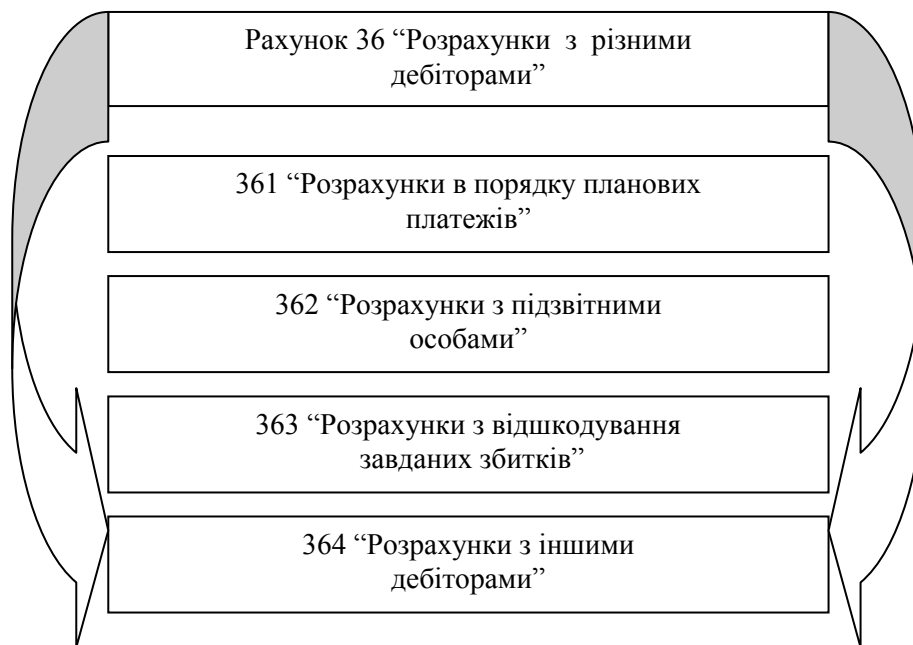 Рахунок 36 “Розрахунки з різними
дебіторами”
361 “Розрахунки в порядку планових
платежів”
362 “Розрахунки з підзвітними
особами”
363 “Розрахунки з відшкодування
завданих збитків”
364 “Розрахунки з іншими
дебіторами”